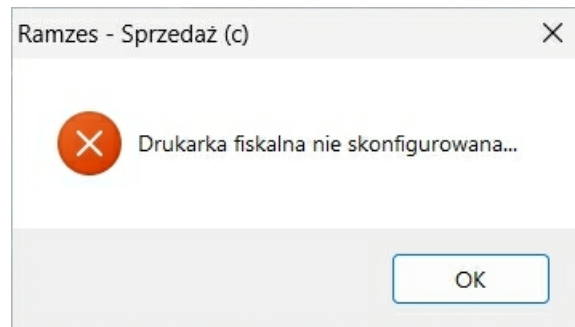 Ramzes - Sprzedaż (c)
Drukarka fiskalna nie skonfigurowana...
OK